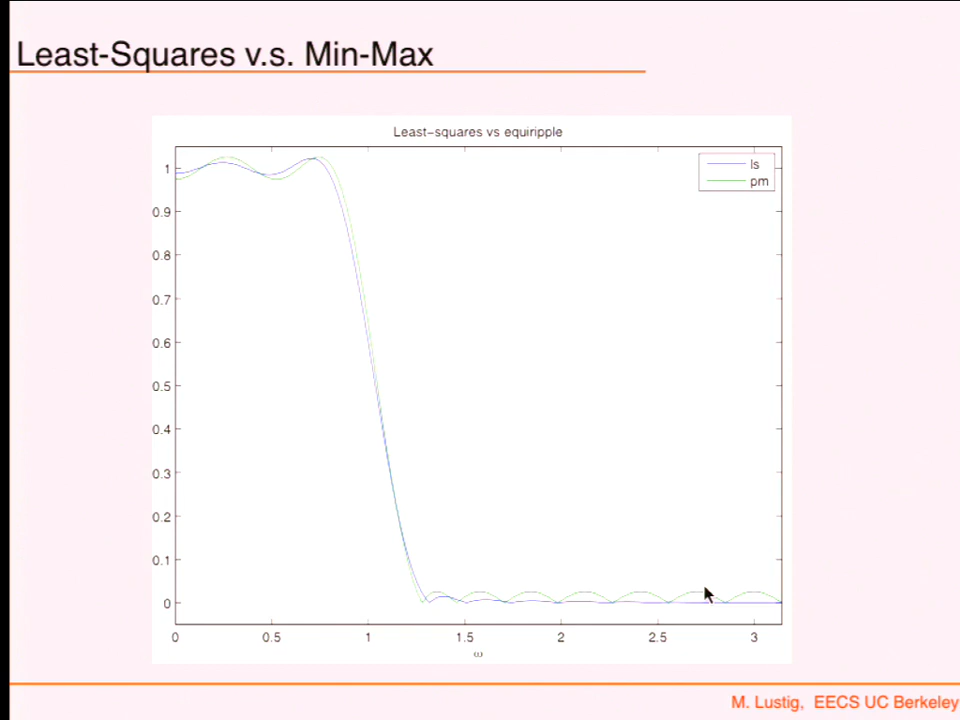 Least-Squares v.s. Min-Max
Least-squares vs equiripple
ls
pm
1
0.9
0.8
0.7
0.6
0.5
0.4
0.3
0.2
0.1
0
0 0.5 1 1.5 2 2.5 3
ω
M. Lustig, EECS UC Berkeley